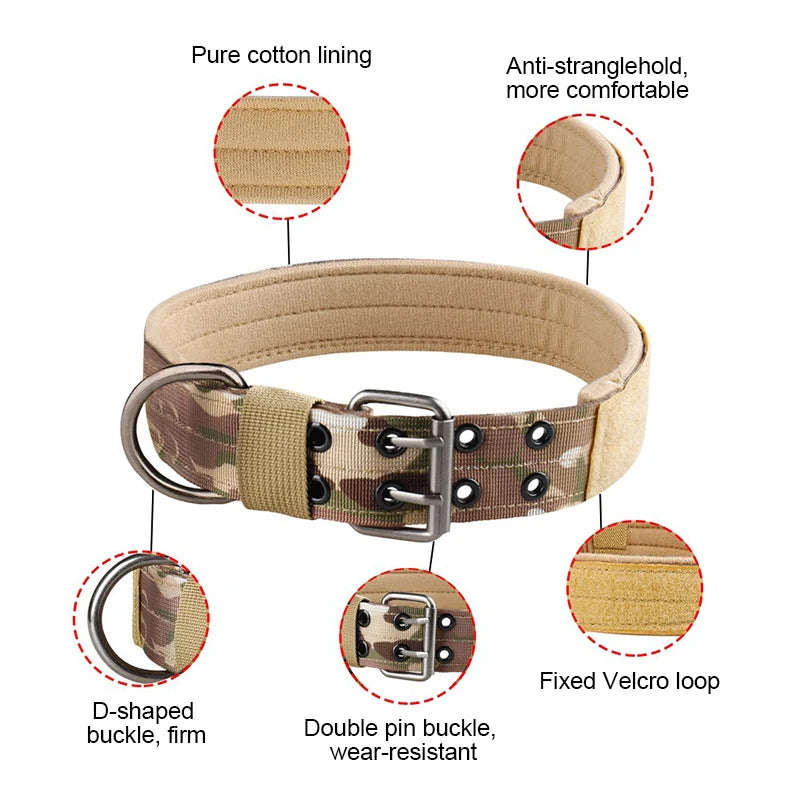 Pure cotton lining
Anti-stranglehold,
more comfortable
D-shaped
buckle, firm
Double pin buckle,
wear-resistant
Fixed Velcro loop